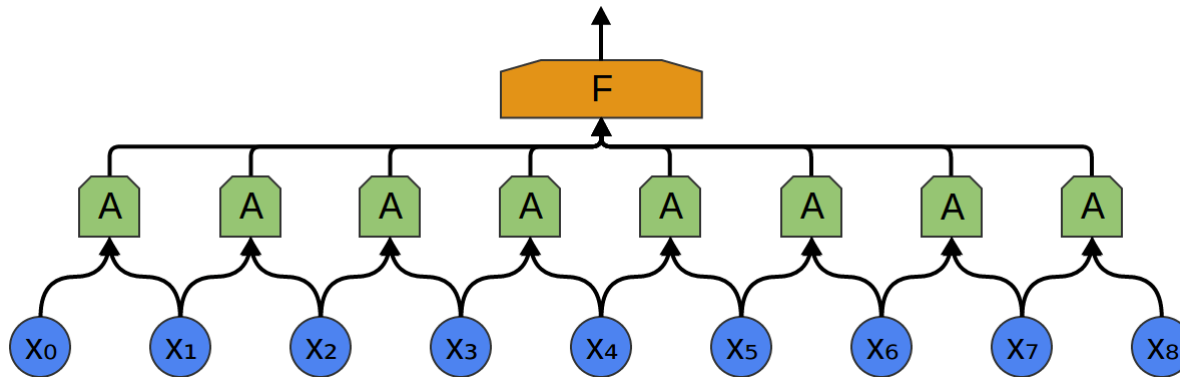 F
A A A A A A A A
x₀ x₁ x₂ x₃ x₄ x₅ x₆ x₇ x₈